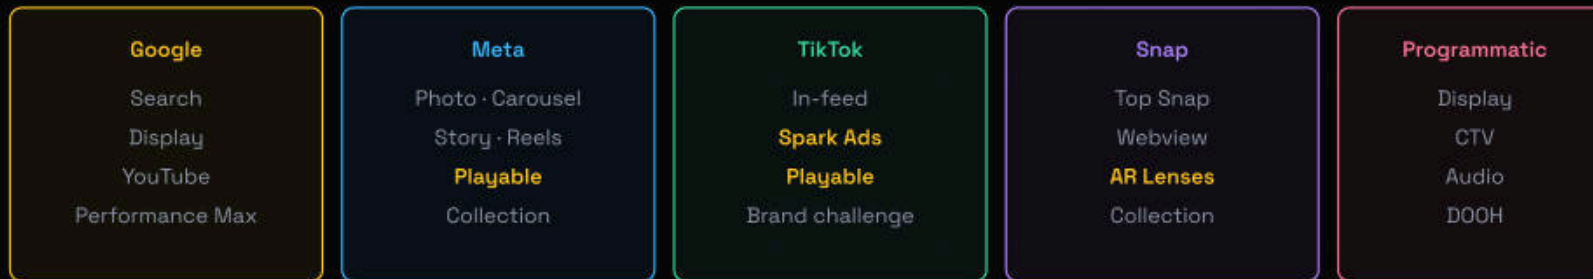 Google
Search
Display
YouTube
Performance Max
Meta
Photo · Carousel
Story · Reels
Playable
Collection
TikTok
In-feed
Spark Ads
Playable
Brand challenge
Snap
Top Snap
Webview
AR Lenses
Collection
Programmatic
Display
CTV
Audio
DOOH